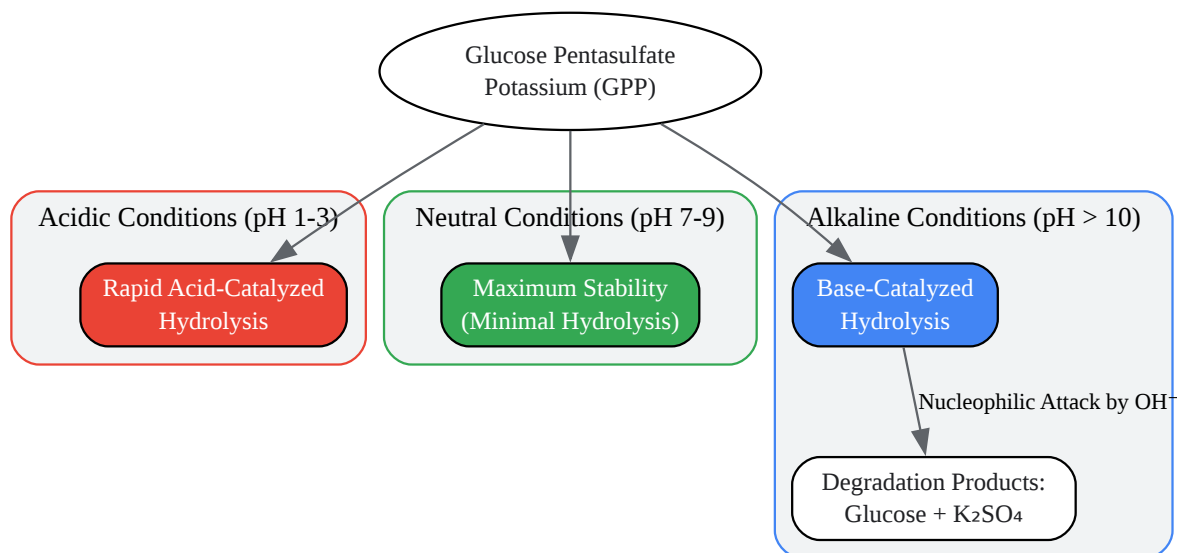 Glucose Pentasulfate
Potassium (GPP)
Acidic Conditions (pH 1-3)
Neutral Conditions (pH 7-9)
Alkaline Conditions (pH > 10)
Rapid Acid-Catalyzed
Hydrolysis
Maximum Stability
(Minimal Hydrolysis)
Base-Catalyzed
Hydrolysis
Nucleophilic Attack by OH⁻
Degradation Products:
Glucose + K₂SO₄